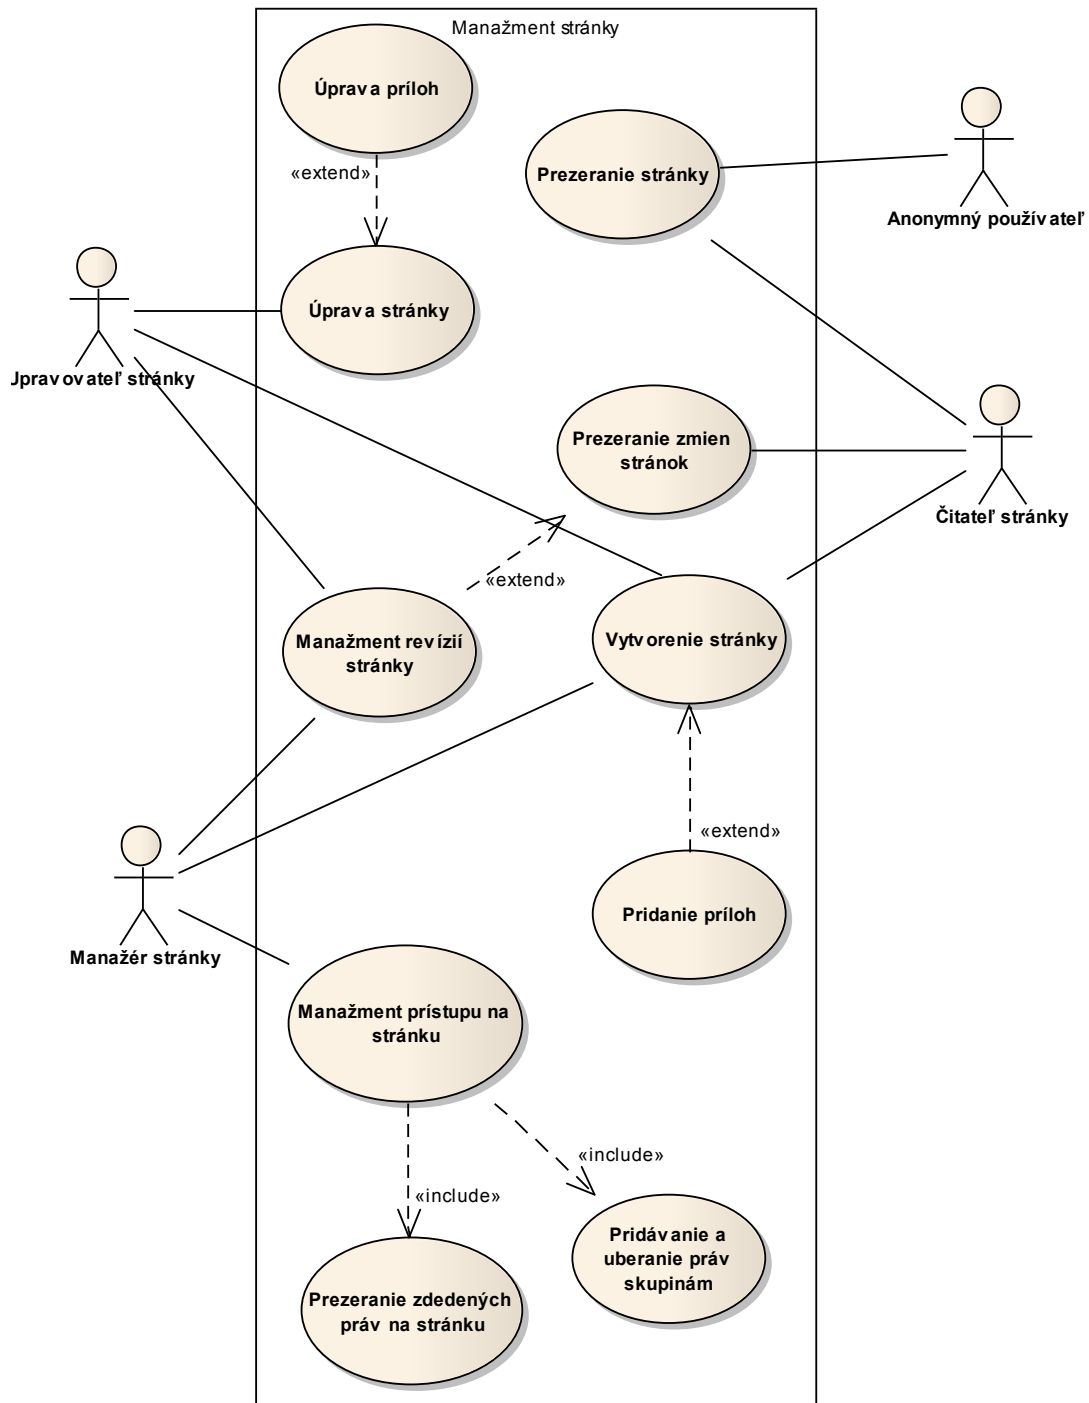 Manažment stránky
Úprava príloh
«extend»
Prezeranie stránky
Anonymný používateľ
Úprava stránky
Jpravovateľ stránky
Prezeranie zmien
stránok
Čitateľ stránky
«extend»
Manažment revízií
stránky
Vytvorenie stránky
«extend»
Pridanie príloh
Manažér stránky
Manažment prístupu na
stránku
«include»
«include»
Pridávanie a
uberanie práv
skupinám
Prezeranie zdedených
práv na stránku